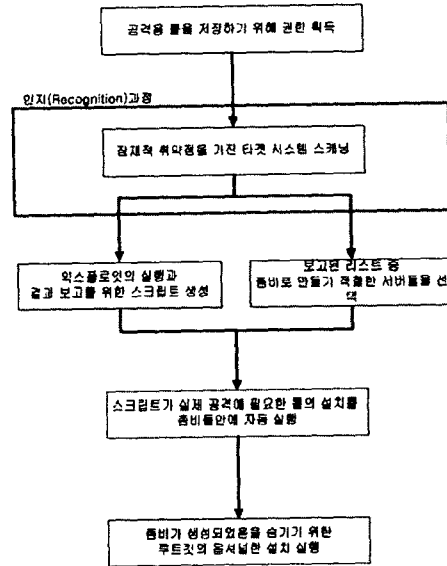 공격용 툴을 저장하기 위해 권한 획득
인지(Recognition)과정
잠재적 취약점을 가진 타겟 시스템 스캐닝
익스플로잇의 실행과
결과 보고를 위한 스크립트 생성
보고된 리스트 중
좀비로 만들기 적절한 서버들을 선
택
스크립트가 실제 공격에 필요한 툴의 설치를
좀비들안에 자동 실행
좀비가 생성되었음을 숨기기 위한
루트킷의 옵셔널한 설치 실행